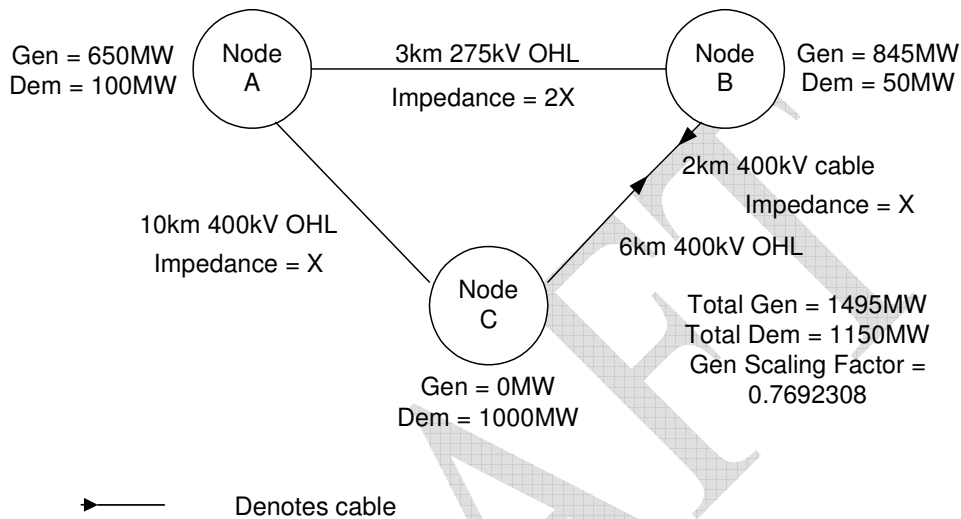 Gen = 650MW
Dem = 100MW
Node
A
3km 275kV OHL
Impedance = 2X
Node
B
Gen = 845MW
Dem = 50MW
2km 400kV cable
Impedance = X
6km 400kV OHL
10km 400kV OHL
Impedance = X
Node
C
Gen = 0MW
Dem = 1000MW
Total Gen = 1495MW
Total Dem = 1150MW
Gen Scaling Factor =
0.7692308
Denotes cable